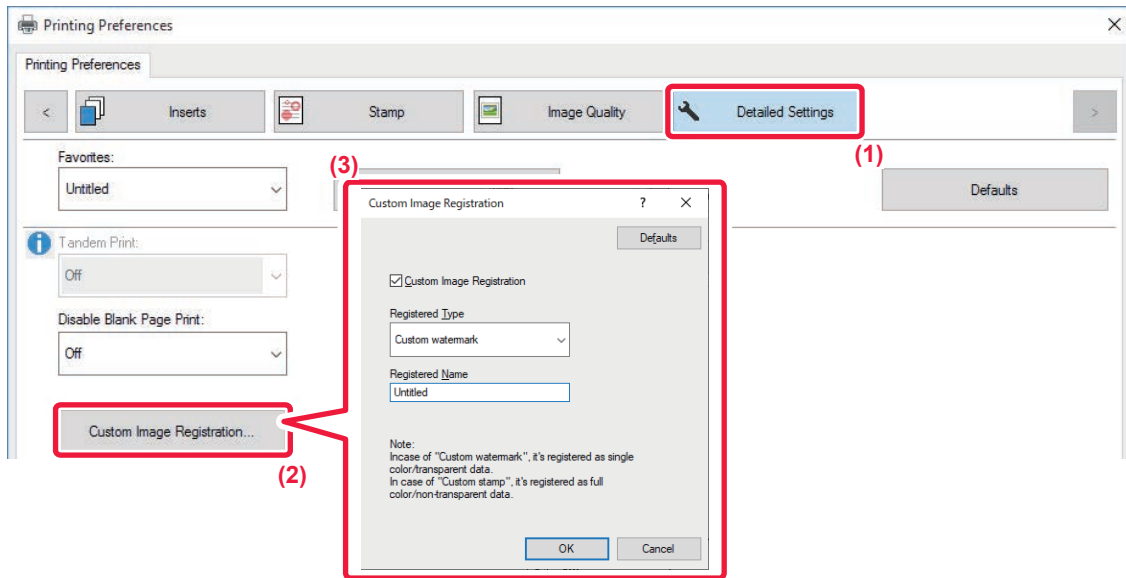 Printing Preferences
Printing Preferences
Inserts
Stamp
Image Quality
Detailed Settings
(1)
Favorites:
Untitled
(3)
Defaults
Custom Image Registration
?
Defaults
Tandem Print:
Off
Custom Image Registration
Registered Type
Custom watermark
Disable Blank Page Print:
Off
Registered Name
Untitled
Custom Image Registration...
(2)
Note:
Incase of "Custom watermark", it's registered as single
color/transparent data.
In case of "Custom stamp", it's registered as full
color/non-transparent data.
OK
Cancel